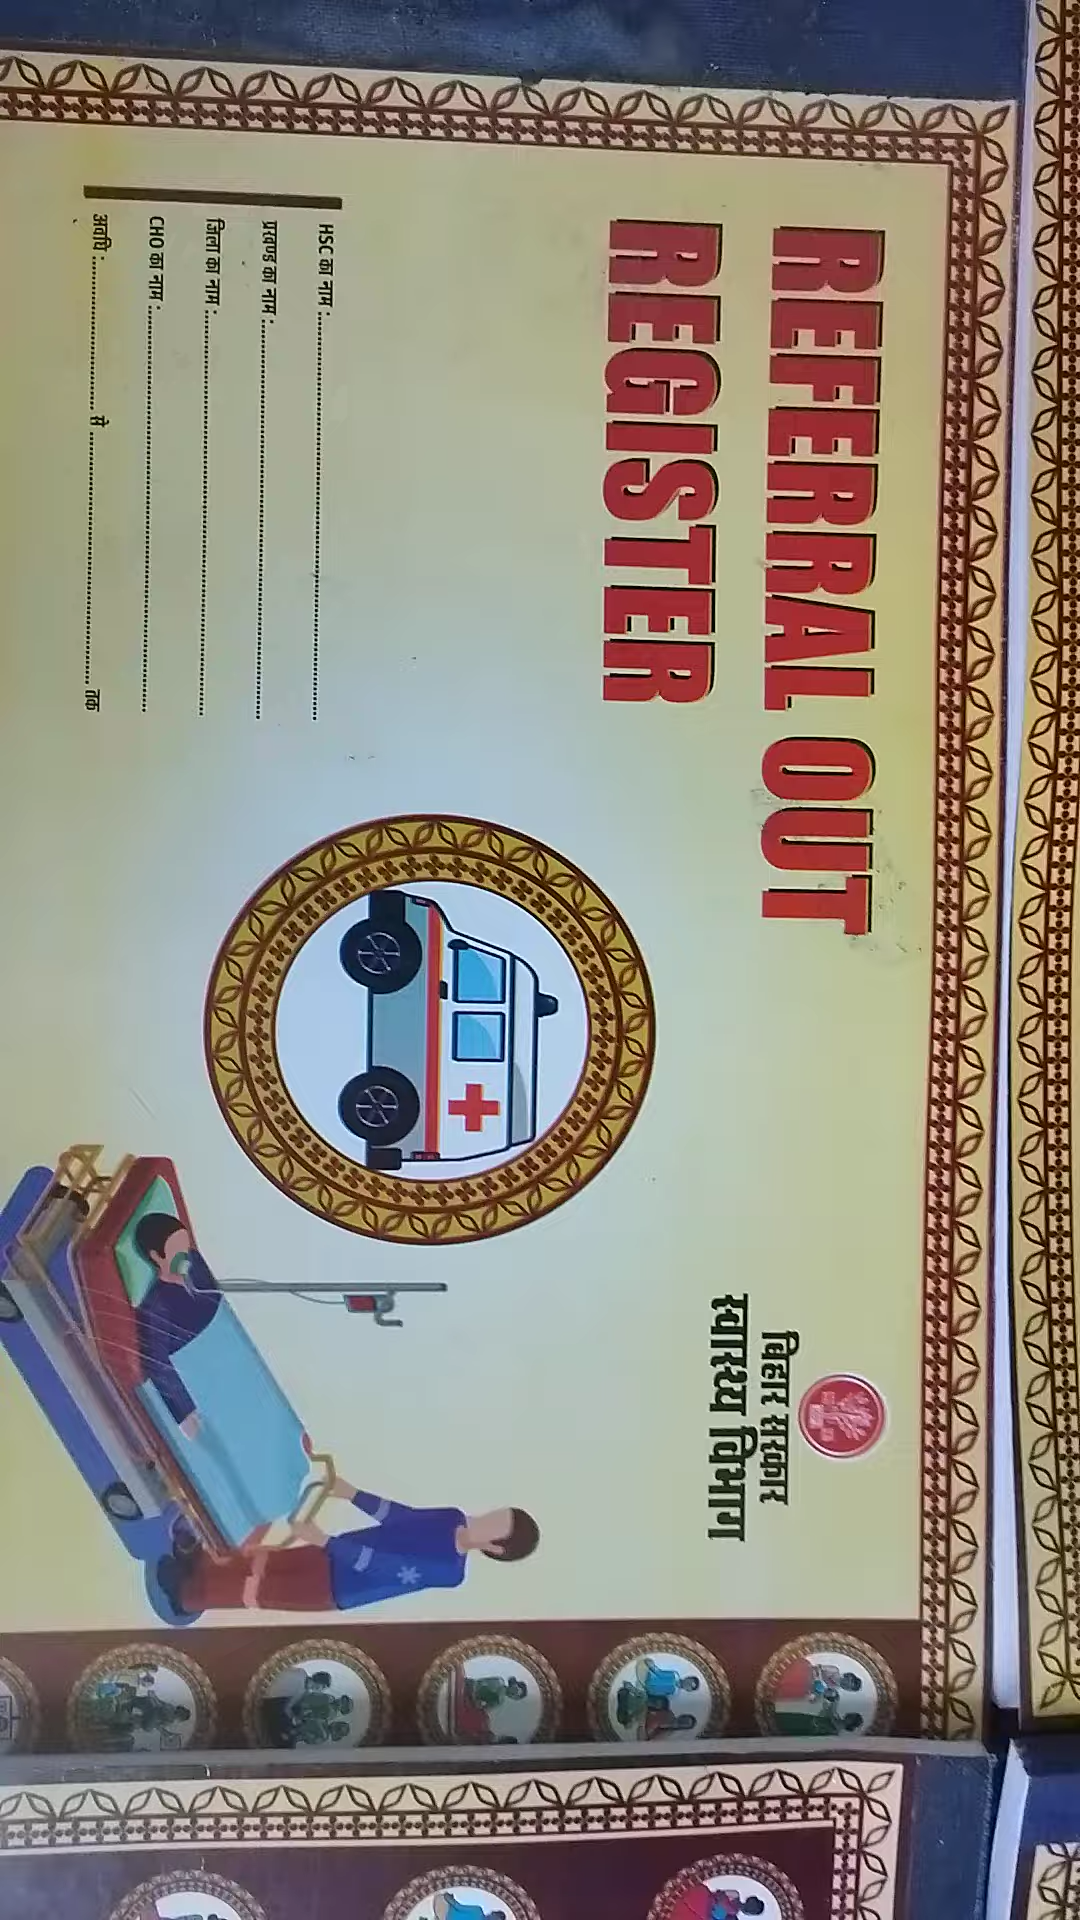 REFERRAL OUT
REGISTER
बिहार सरकार
स्वास्थ्य विभाग
HSC का नाम : ........................................
प्रखण्ड का नाम : ........................................
जिला का नाम : ........................................
CHO का नाम : ........................................
अवधि : .................... से .................... तक